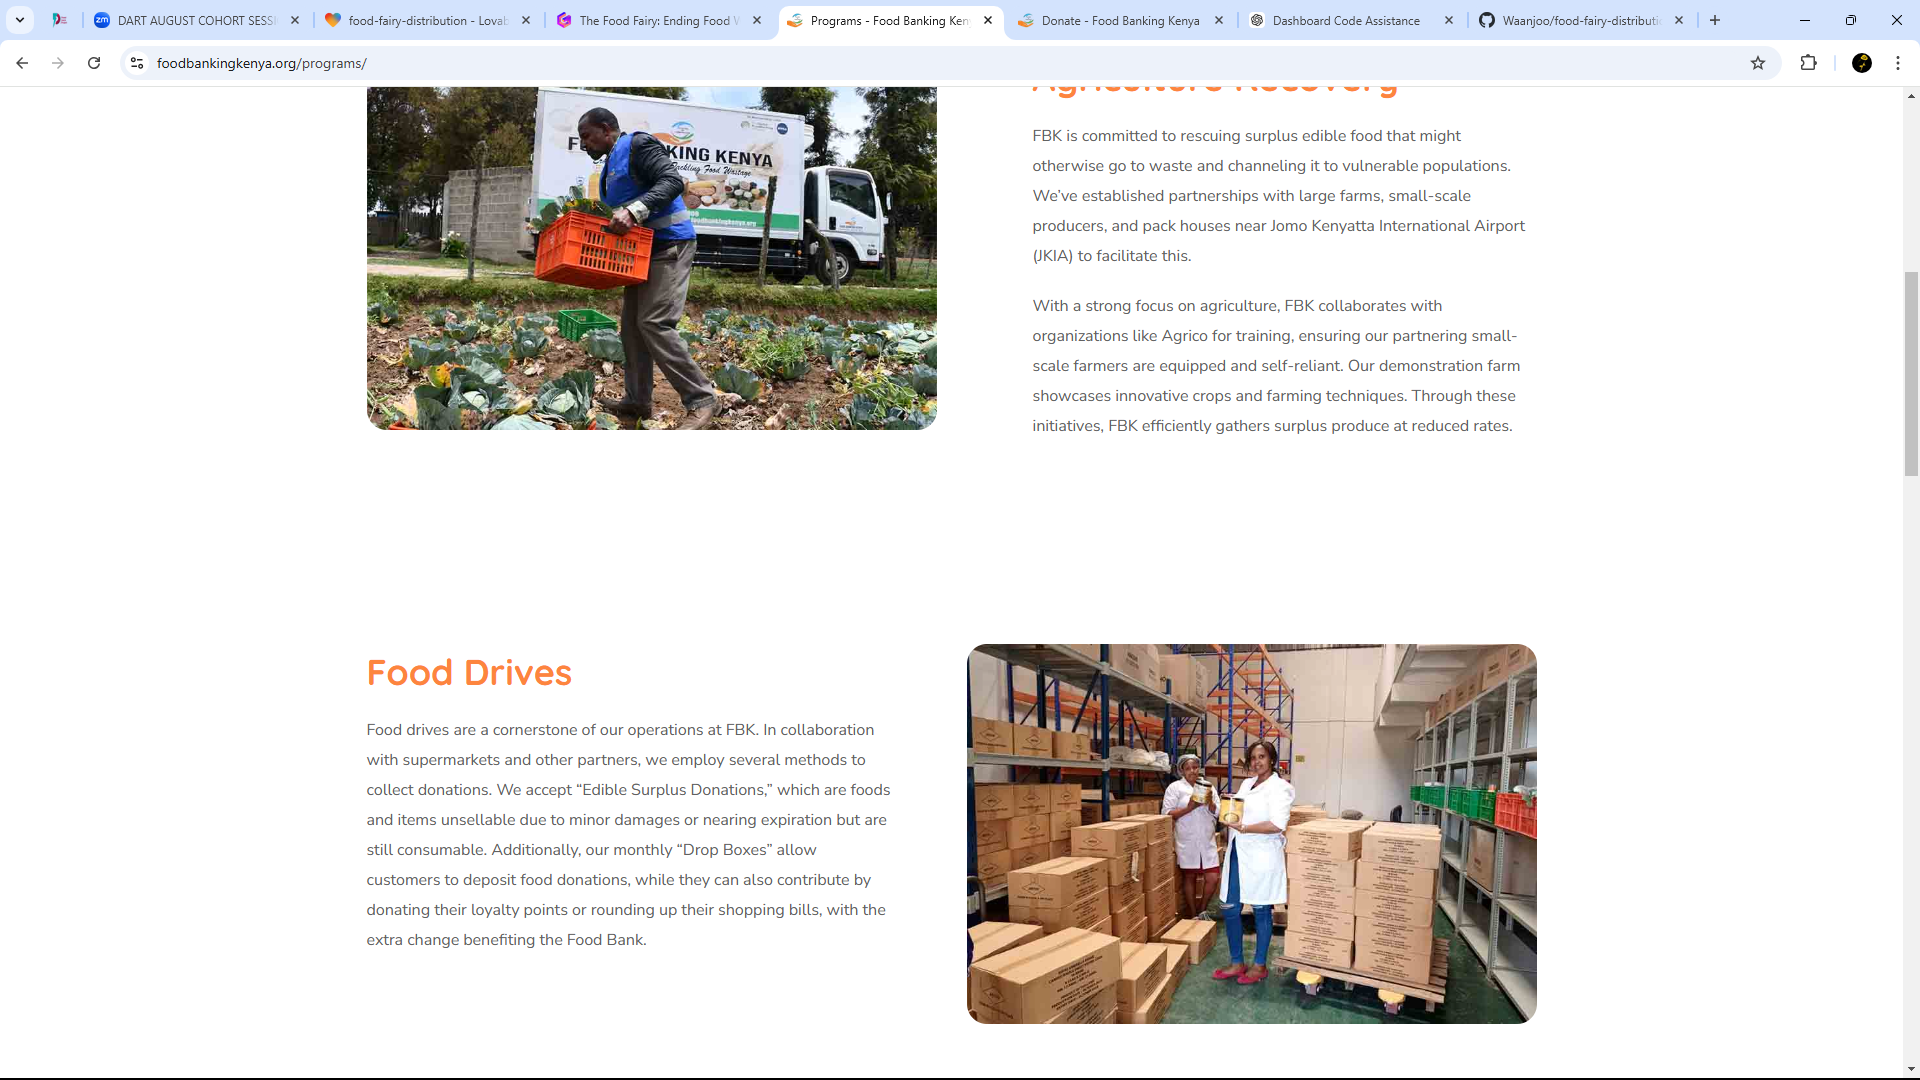 DART AUGUST COHORT SESSI
food-fairy-distribution - Lovab
The Food Fairy: Ending Food W
Programs - Food Banking Ken
Donate - Food Banking Kenya
Dashboard Code Assistance
Waanjoo/food-fairy-distributi
foodbankingkenya.org/programs/
Agriculture Recovery
KING KENYA
Tackling Food Wastage
FBK is committed to rescuing surplus edible food that might
otherwise go to waste and channeling it to vulnerable populations.
We’ve established partnerships with large farms, small-scale
producers, and pack houses near Jomo Kenyatta International Airport
(JKIA) to facilitate this.
With a strong focus on agriculture, FBK collaborates with
organizations like Agrico for training, ensuring our partnering small-
scale farmers are equipped and self-reliant. Our demonstration farm
showcases innovative crops and farming techniques. Through these
initiatives, FBK efficiently gathers surplus produce at reduced rates.
Food Drives
Food drives are a cornerstone of our operations at FBK. In collaboration
with supermarkets and other partners, we employ several methods to
collect donations. We accept “Edible Surplus Donations,” which are foods
and items unsellable due to minor damages or nearing expiration but are
still consumable. Additionally, our monthly “Drop Boxes” allow
customers to deposit food donations, while they can also contribute by
donating their loyalty points or rounding up their shopping bills, with the
extra change benefiting the Food Bank.